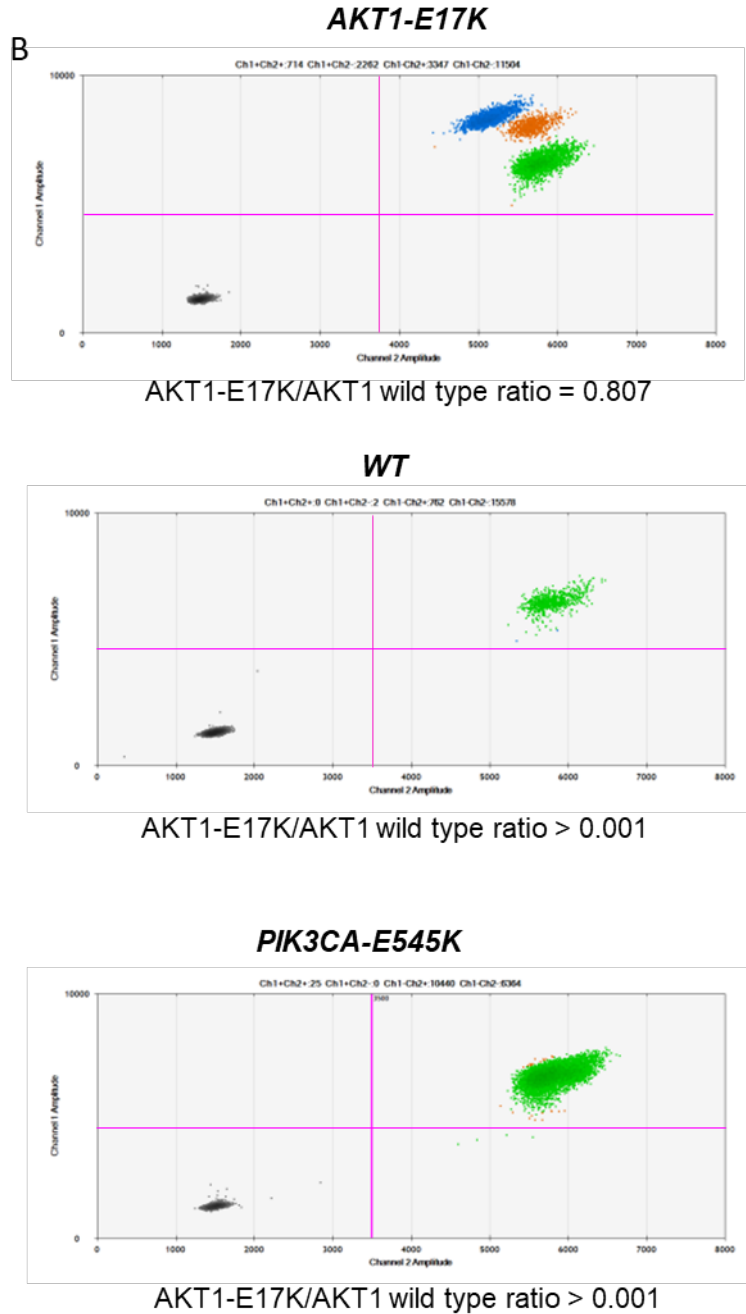 AKT1-E17K
B
Ch1+Ch2+:714 Ch1+Ch2-:2262 Ch1-Ch2+:3347 Ch1-Ch2-:11504
10000
Channel 1 Amplitude
0
0 1000 2000 3000 4000 5000 6000 7000 8000
Channel 2 Amplitude
AKT1-E17K/AKT1 wild type ratio = 0.807
WT
Ch1+Ch2+:0 Ch1+Ch2-:2 Ch1-Ch2+:762 Ch1-Ch2-:15578
10000
Channel 1 Amplitude
0
0 1000 2000 3000 4000 5000 6000 7000 8000
Channel 2 Amplitude
AKT1-E17K/AKT1 wild type ratio > 0.001
PIK3CA-E545K
Ch1+Ch2+:25 Ch1+Ch2-:0 Ch1-Ch2+:10440 Ch1-Ch2-:6364
10000
3500
Channel 1 Amplitude
0
0 1000 2000 3000 4000 5000 6000 7000 8000
Channel 2 Amplitude
AKT1-E17K/AKT1 wild type ratio > 0.001